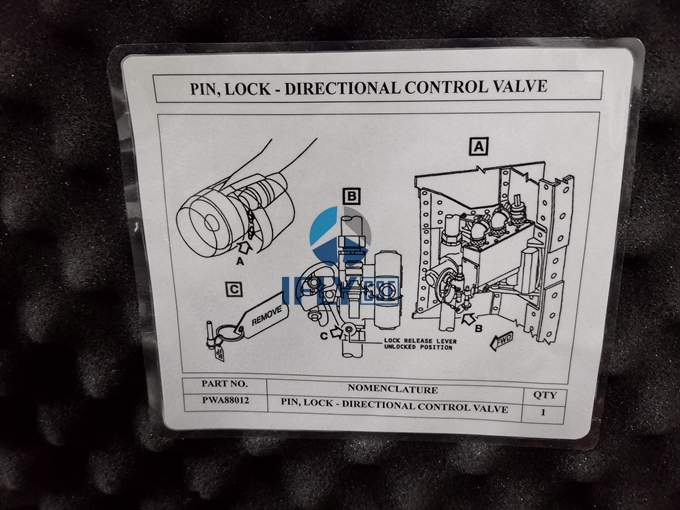 PIN, LOCK - DIRECTIONAL CONTROL VALVE
A
B
A
C
REMOVE
IFLY
C
B
LOCK RELEASE LEVER
UNLOCKED POSITION
FWD
PART NO. NOMENCLATURE QTY
PWA88012 PIN, LOCK - DIRECTIONAL CONTROL VALVE 1